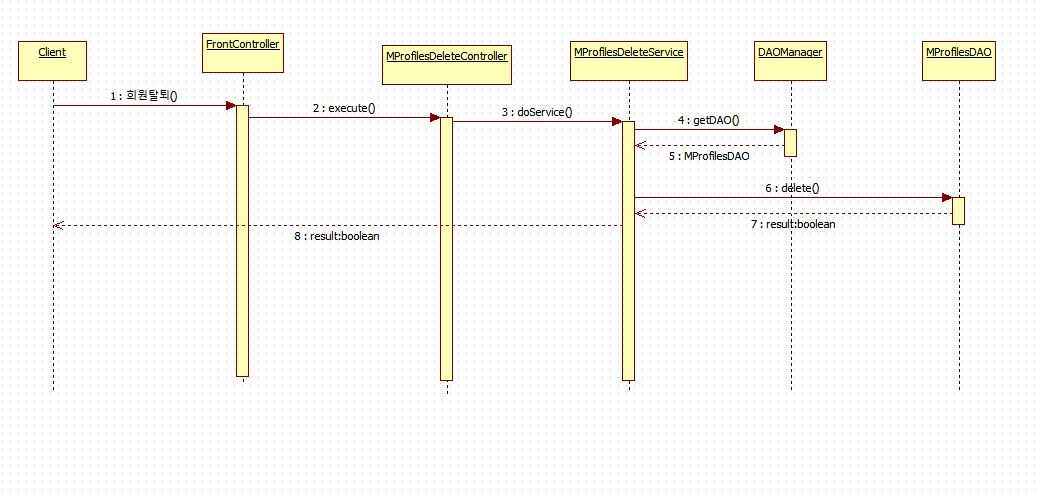 Client
FrontController
MProfilesDeleteController
MProfilesDeleteService
DAOManager
MProfilesDAO
1 : 회원탈퇴()
2 : execute()
3 : doService()
4 : getDAO()
5 : MProfilesDAO
6 : delete()
7 : result:boolean
8 : result:boolean